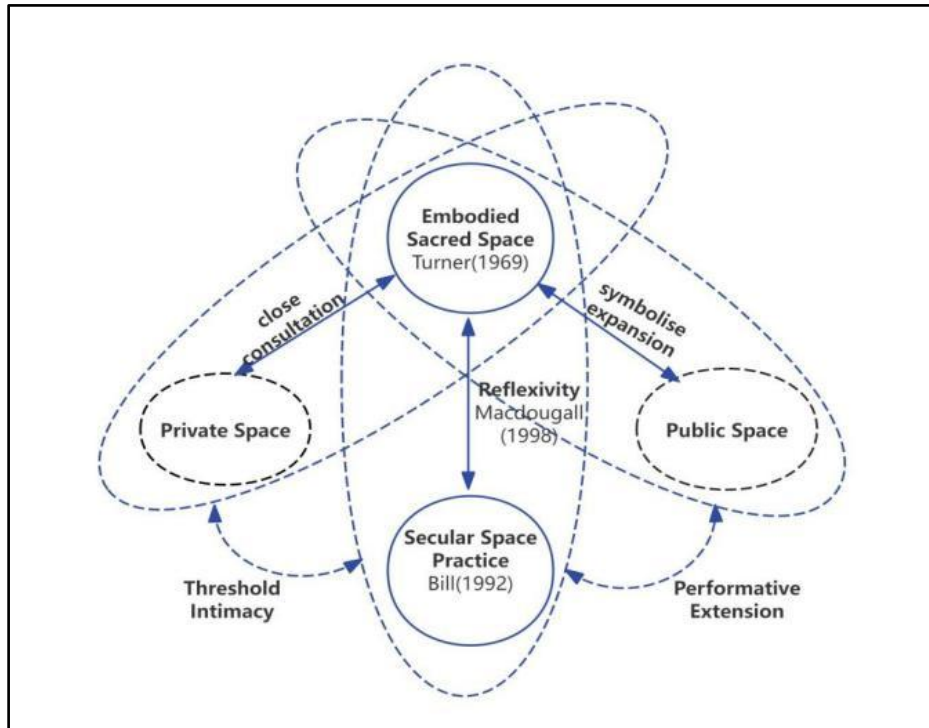 Embodied
Sacred Space
Turner(1969)
close
consultation
symbolise
expansion
Private Space
Reflexivity
Macdougall
(1998)
Public Space
Secular Space
Practice
Bill(1992)
Threshold
Intimacy
Performative
Extension